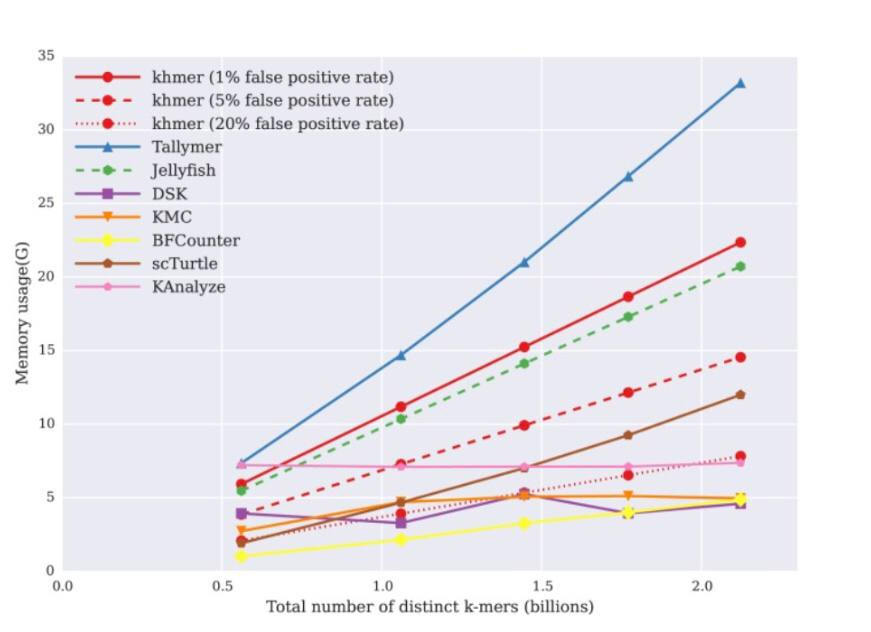 35
30
25
20
15
10
5
0
Memory usage(G)
khmer (1% false positive rate)
khmer (5% false positive rate)
khmer (20% false positive rate)
Tallymer
Jellyfish
DSK
KMC
BFCounter
scTurtle
KAnalyze
0.0 0.5 1.0 1.5 2.0
Total number of distinct k-mers (billions)